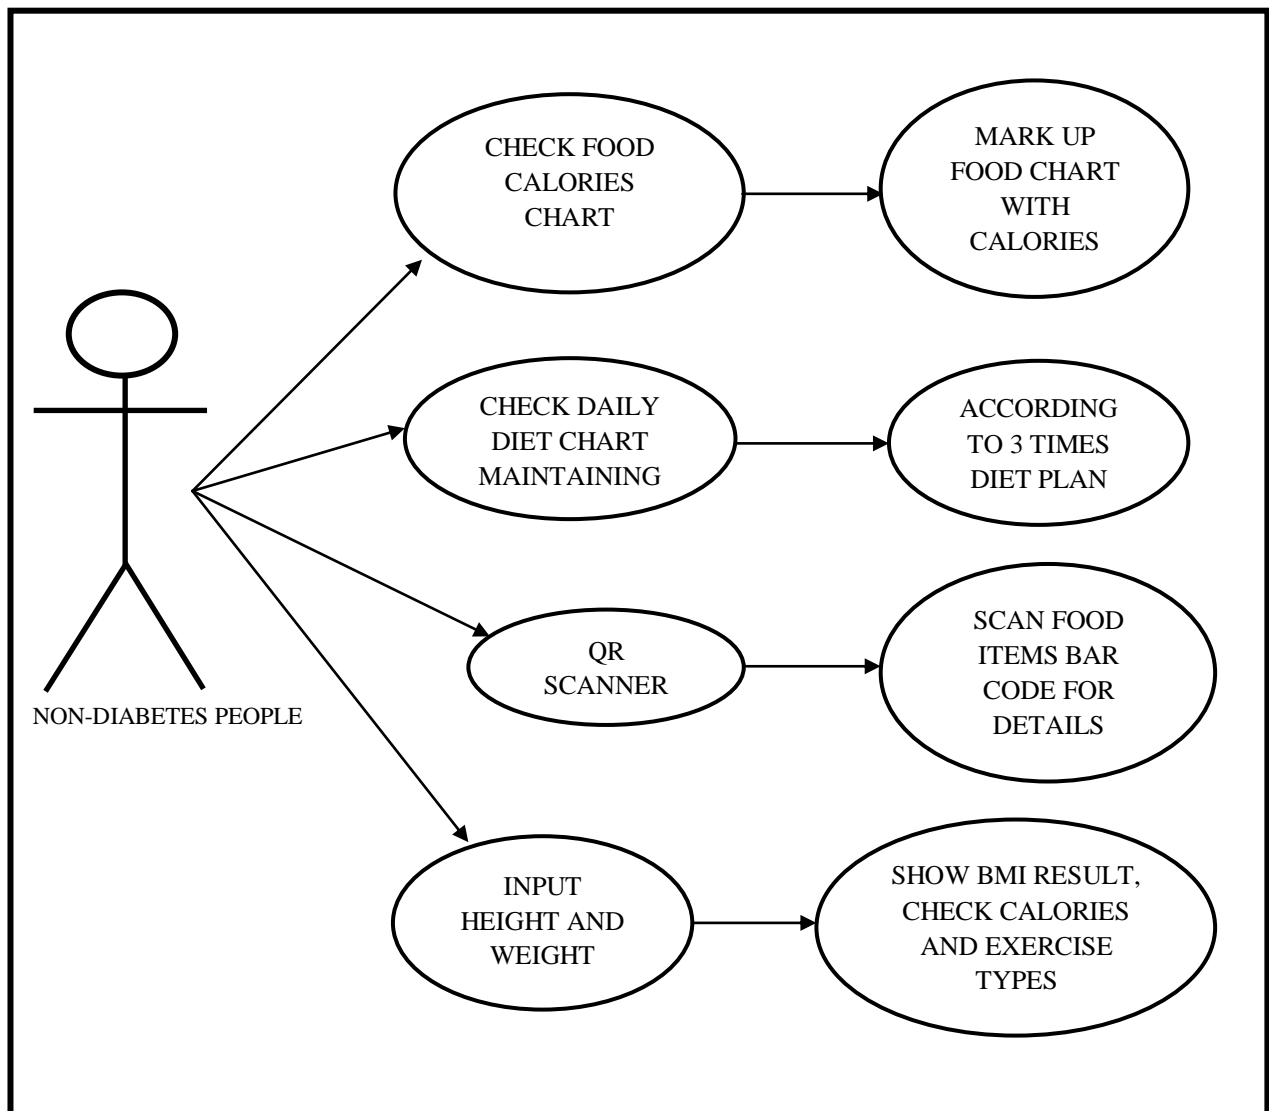 CHECK FOOD
CALORIES
CHART
MARK UP
FOOD CHART
WITH
CALORIES
CHECK DAILY
DIET CHART
MAINTAINING
ACCORDING
TO 3 TIMES
DIET PLAN
QR
SCANNER
SCAN FOOD
ITEMS BAR
CODE FOR
DETAILS
NON-DIABETES PEOPLE
INPUT
HEIGHT AND
WEIGHT
SHOW BMI RESULT,
CHECK CALORIES
AND EXERCISE
TYPES